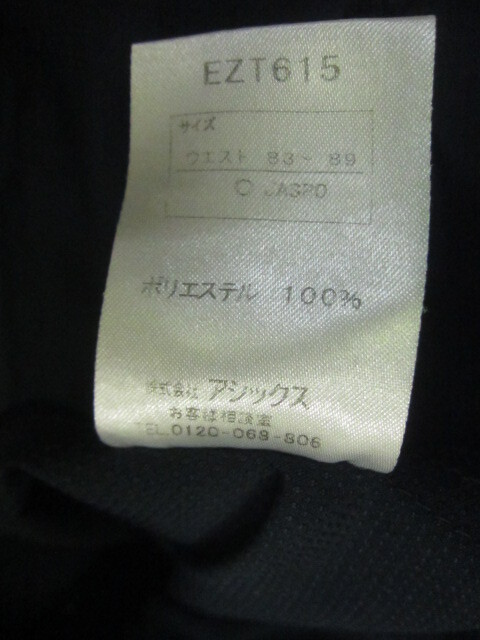 EZT615
サイズ
ウエスト 83~89
○ JASPO
ポリエステル 100%
株式会社 アシックス
お客様相談室
TEL.0120-068-806